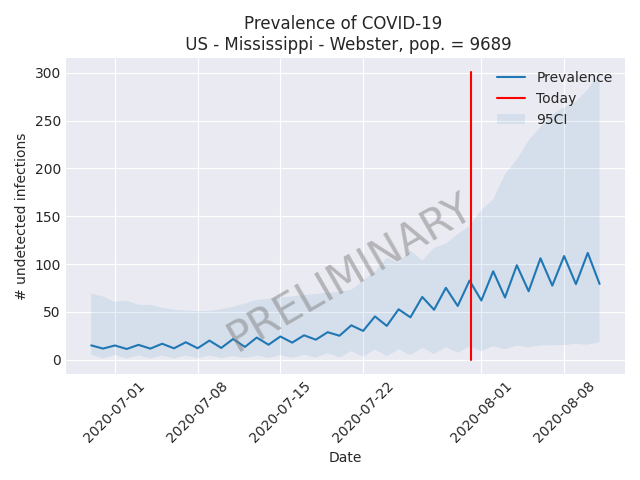 Prevalence of COVID-19
US - Mississippi - Webster, pop. = 9689
300
250
200
150
100
50
0
# undetected infections
Prevalence
Today
95CI
PRELIMINARY
2020-07-01
2020-07-08
2020-07-15
2020-07-22
2020-08-01
2020-08-08
Date